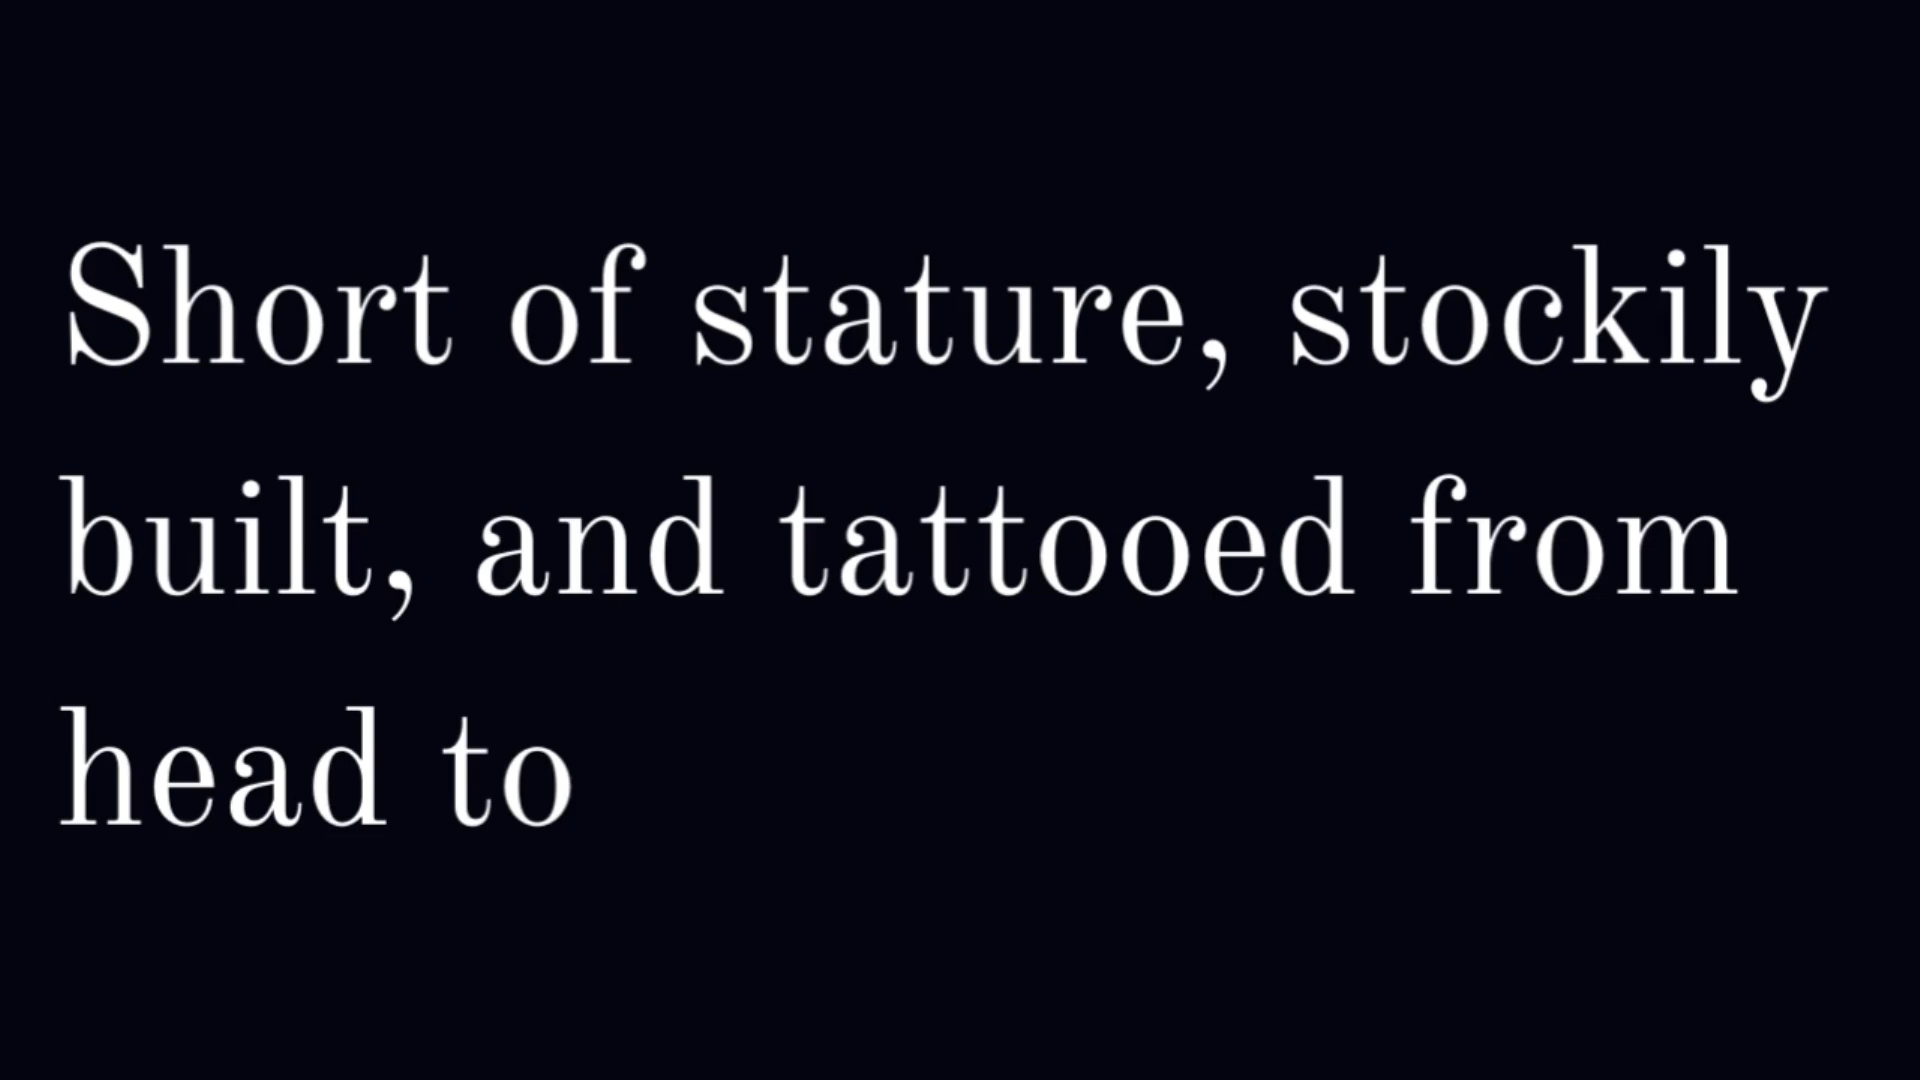 Short of stature, stockily
built, and tattooed from
head to